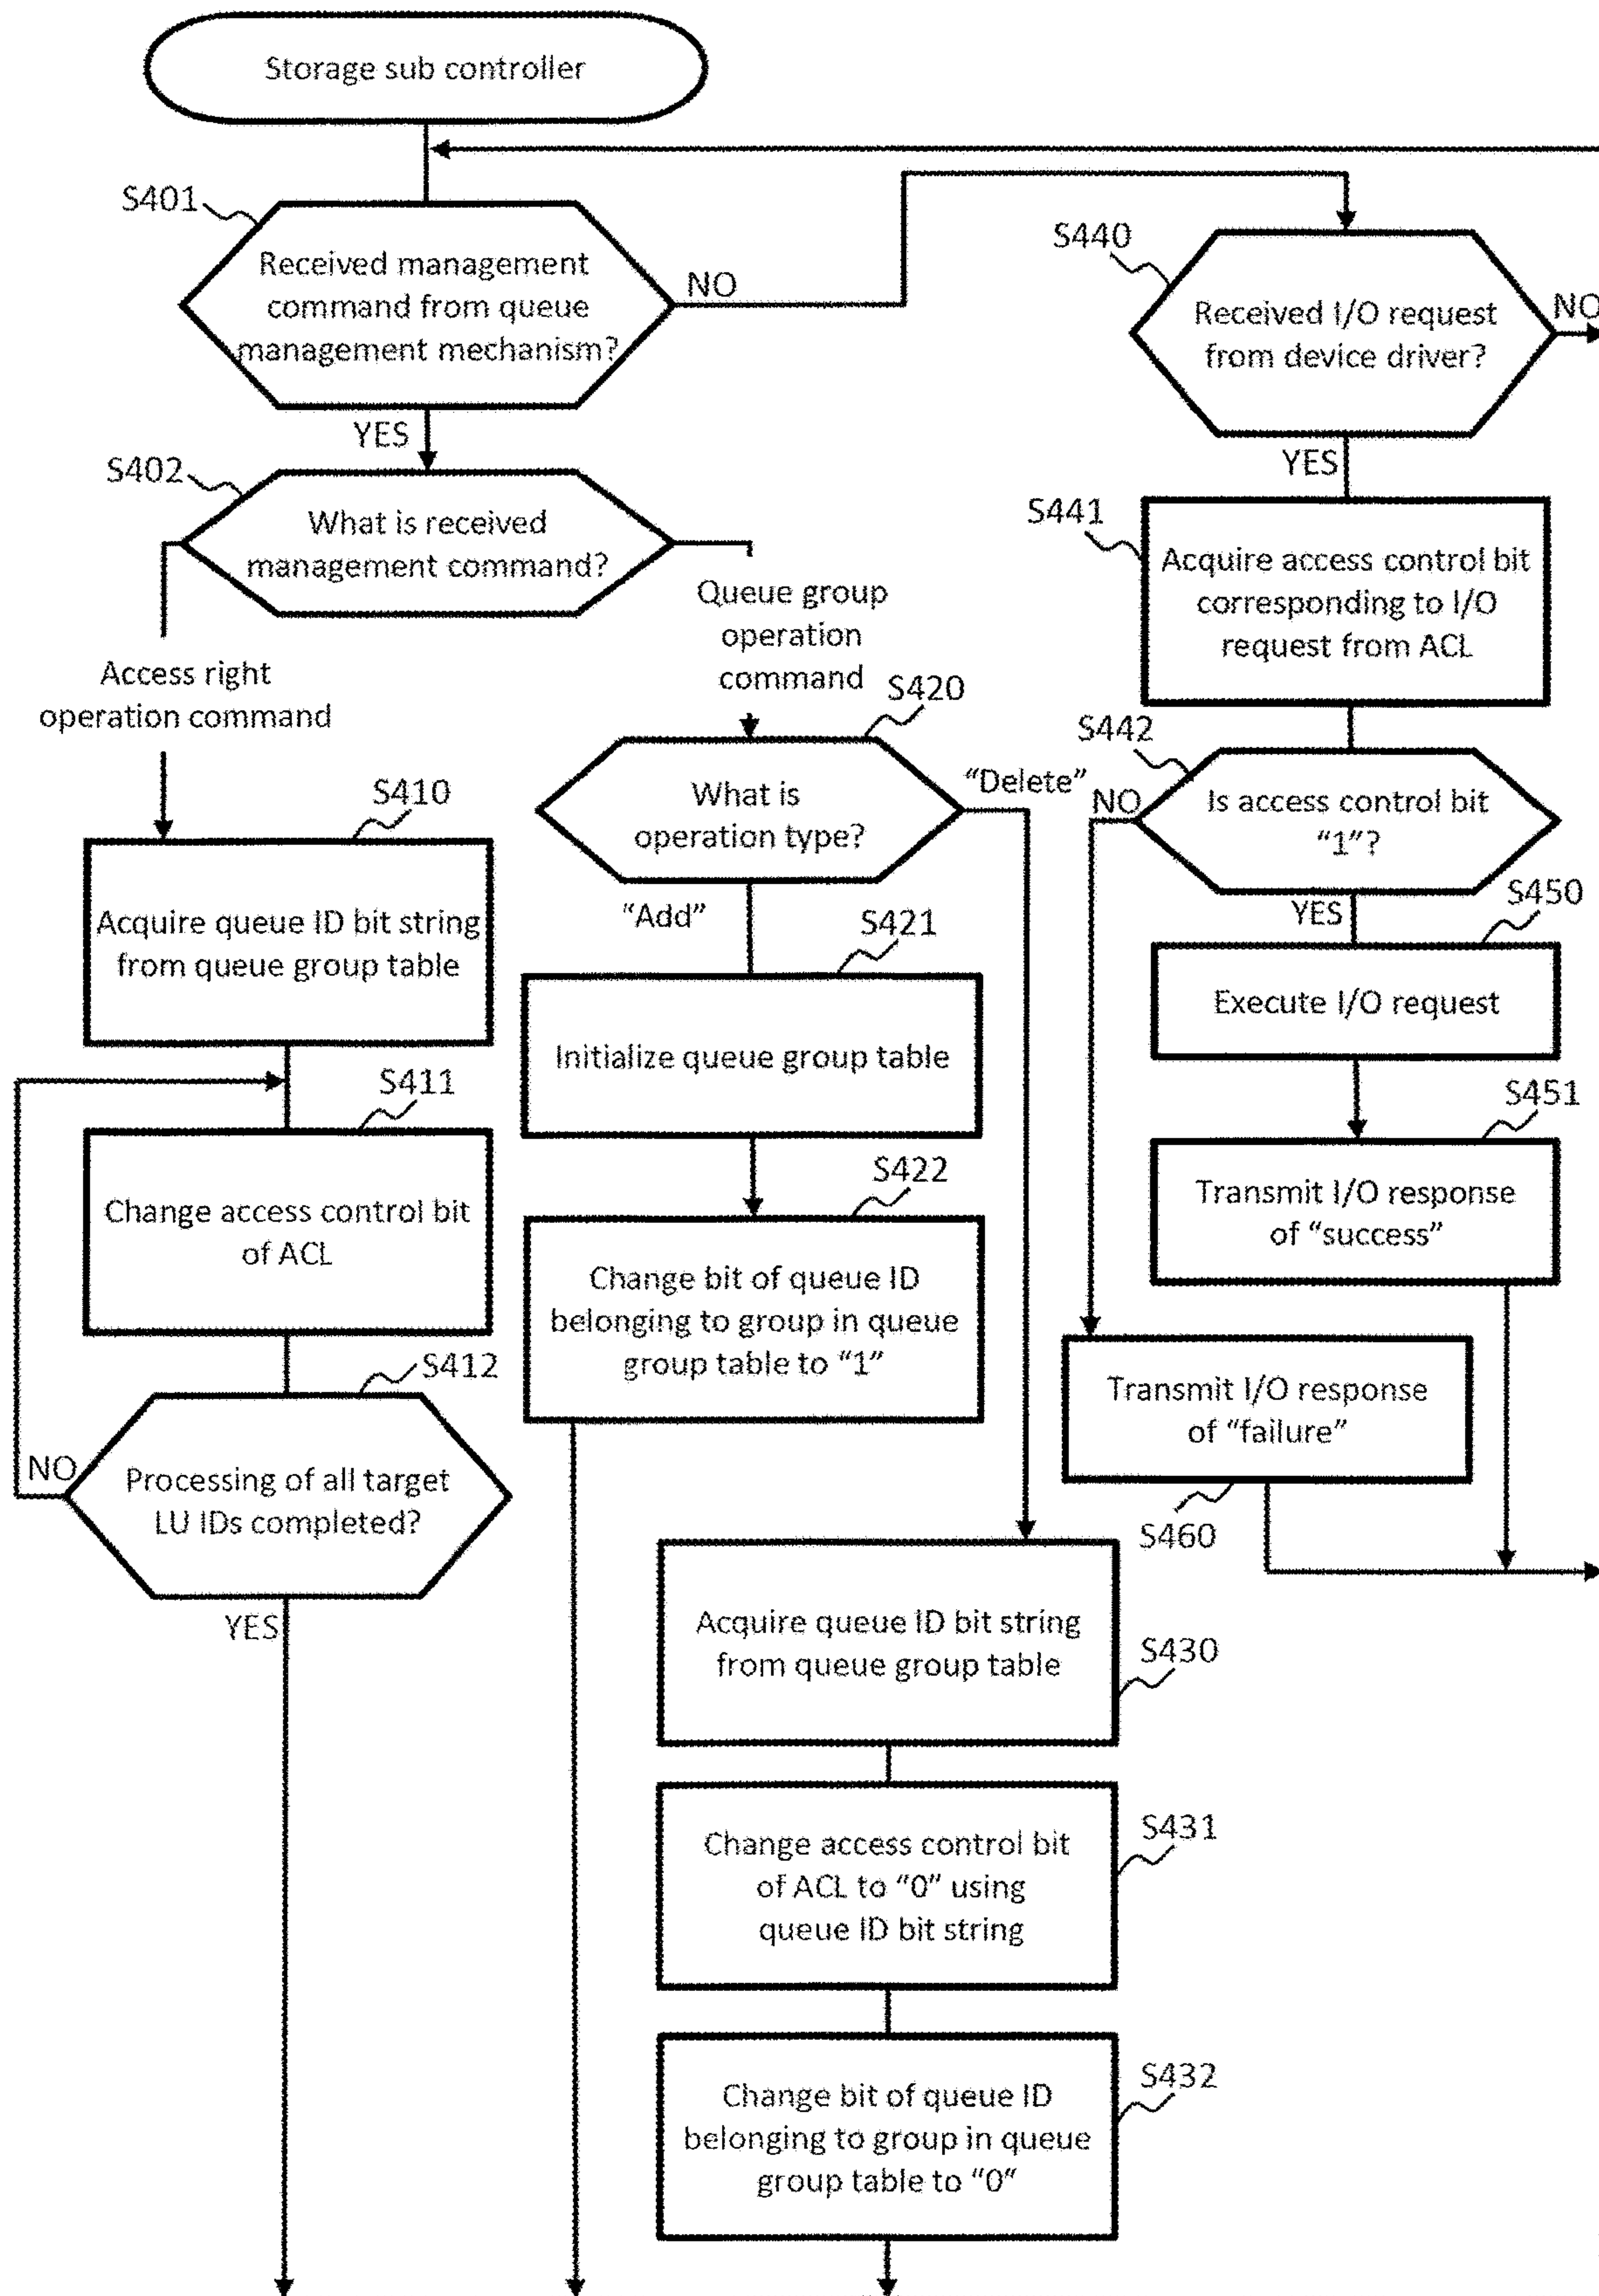 Storage sub controller
S401
Received management
command from queue
management mechanism?
NO
YES
S402
What is received
management command?
Access right
operation command
Queue group
operation
command
S410
Acquire queue ID bit string
from queue group table
S411
Change access control bit
of ACL
S412
NO
Processing of all target
LU IDs completed?
YES
S420
What is
operation type?
"Delete"
"Add"
S421
Initialize queue group table
S422
Change bit of queue ID
belonging to group in queue
group table to "1"
S430
Acquire queue ID bit string
from queue group table
S431
Change access control bit
of ACL to "0" using
queue ID bit string
S432
Change bit of queue ID
belonging to group in queue
group table to "0"
S440
Received I/O request
from device driver?
NO
YES
S441
Acquire access control bit
corresponding to I/O
request from ACL
S442
NO
Is access control bit
"1"?
YES
S450
Execute I/O request
S451
Transmit I/O response
of "success"
Transmit I/O response
of "failure"
S460